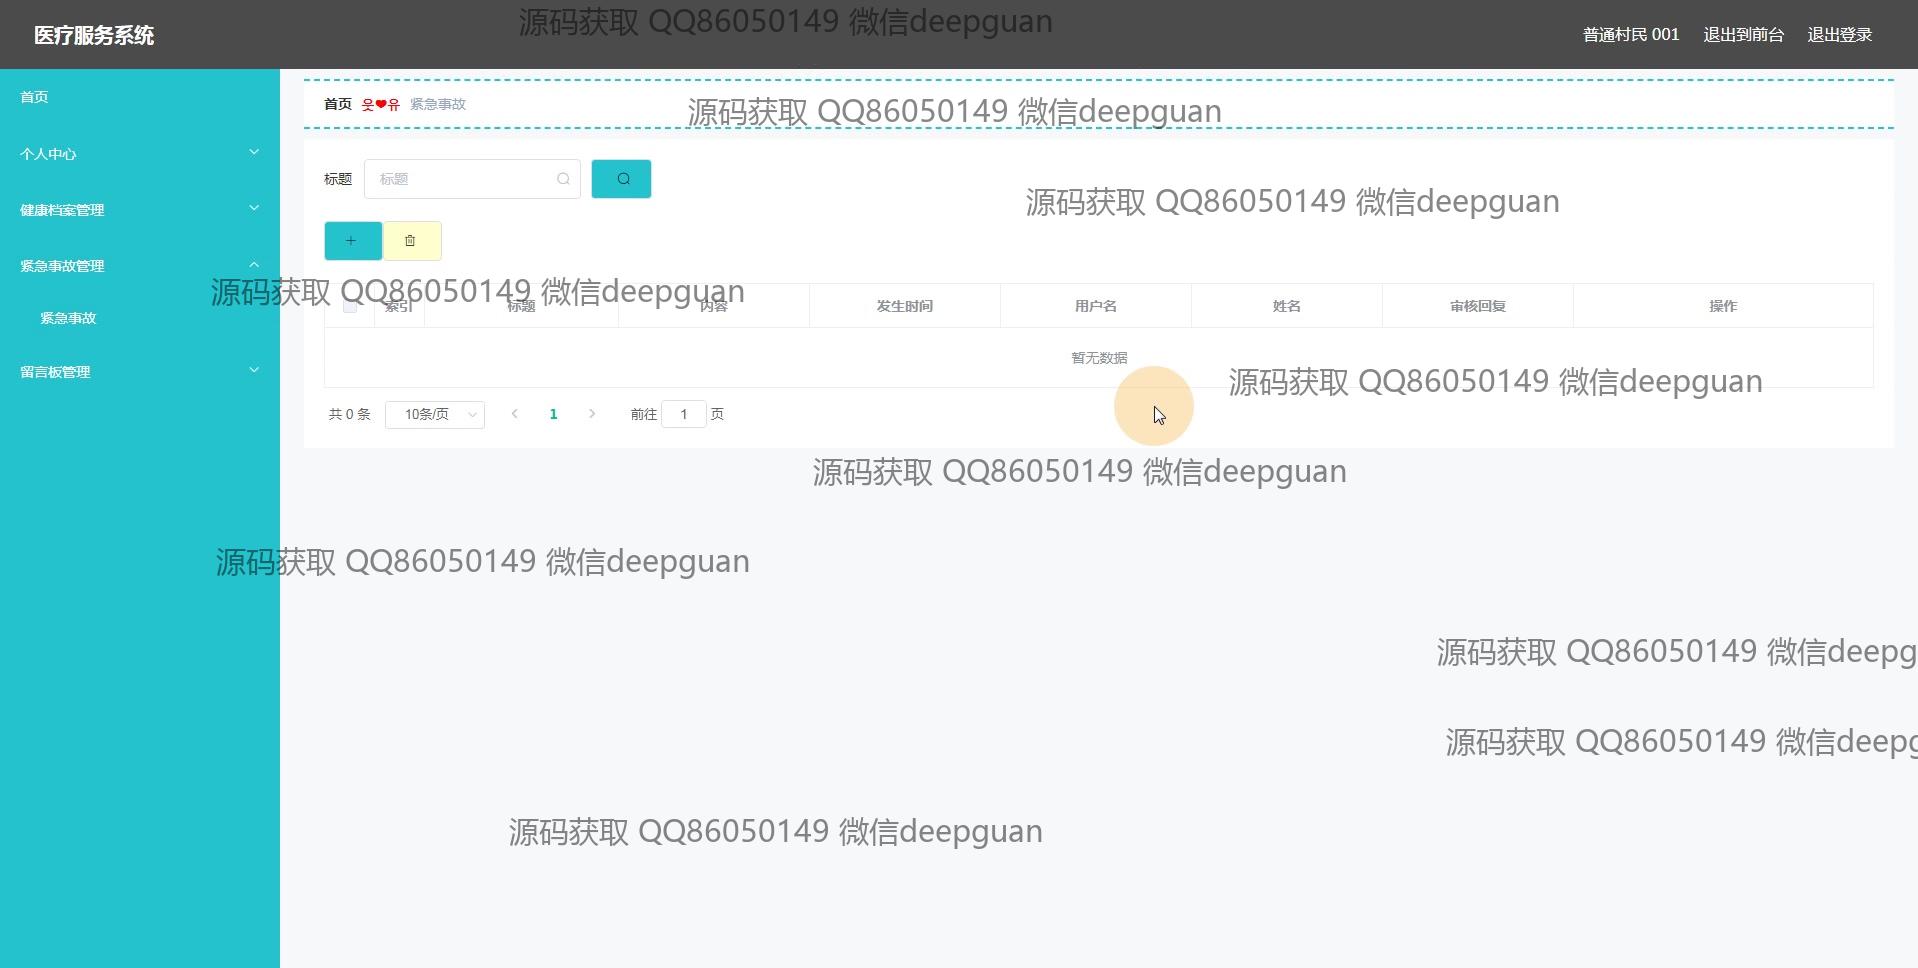 医疗服务系统
源码获取 QQ86050149 微信deepguan
普通村民 001 退出到前台 退出登录
首页
个人中心
健康档案管理
紧急事故管理
紧急事故
留言板管理
首页 웃❤유 紧急事故
源码获取 QQ86050149 微信deepguan
标题 标题
源码获取 QQ86050149 微信deepguan
源码获取 QQ86050149 微信deepguan
索引 标题 内容 发生时间 用户名 姓名 审核回复 操作
暂无数据
源码获取 QQ86050149 微信deepguan
共 0 条 10条/页 1 前往 1 页
源码获取 QQ86050149 微信deepguan
源码获取 QQ86050149 微信deepguan
源码获取 QQ86050149 微信deepg
源码获取 QQ86050149 微信deepg
源码获取 QQ86050149 微信deepguan